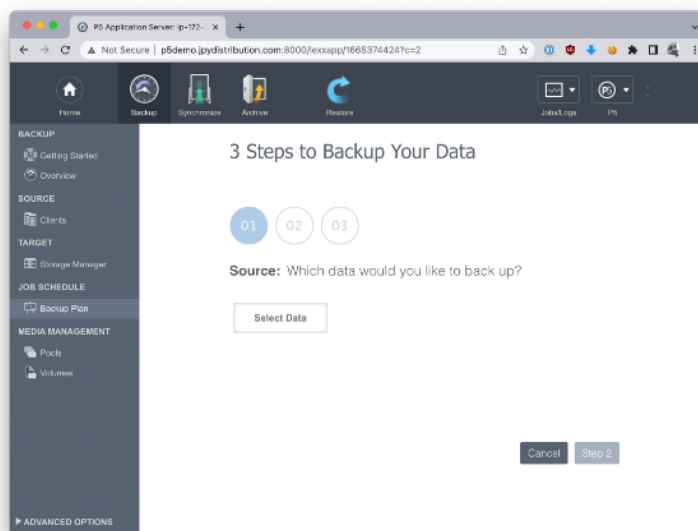 P5 Application Server: ip-172-
Not Secure | p5demo.jpydistribution.com:8000/lexxapp/1665374424?c=2
Home
Backup
Synchronize
Archive
Restore
Jobs/Logs
P5
BACKUP
Getting Started
Overview
SOURCE
Clients
TARGET
Storage Manager
JOB SCHEDULE
Backup Plan
MEDIA MANAGEMENT
Pools
Volumes
ADVANCED OPTIONS
3 Steps to Backup Your Data
01 02 03
Source: Which data would you like to back up?
Select Data
Cancel Step 2